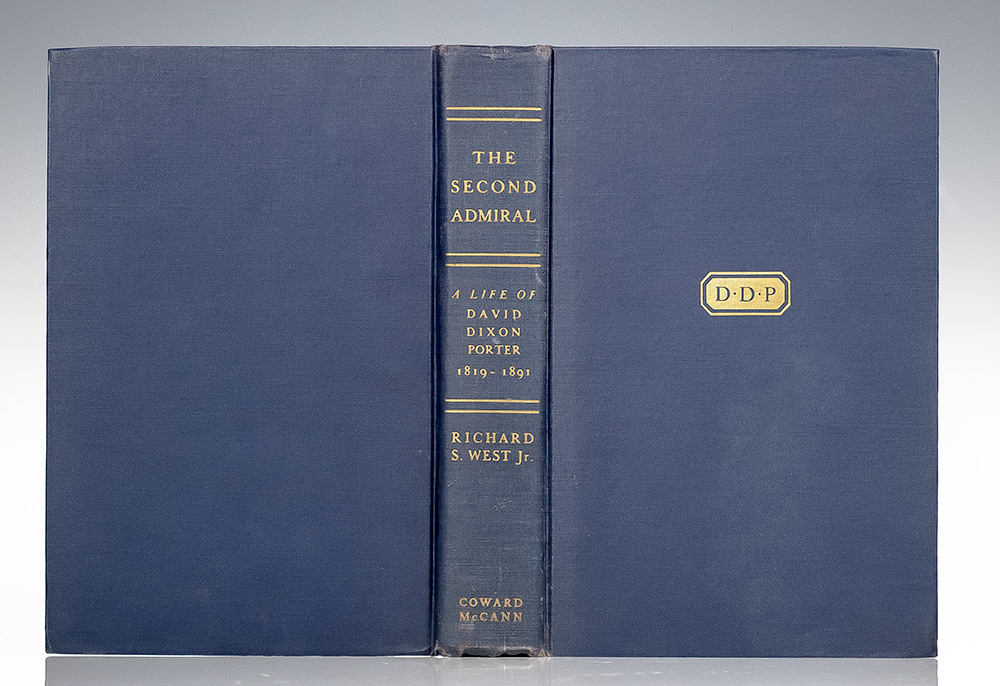 THE
SECOND
ADMIRAL
A LIFE OF
DAVID
DIXON
PORTER
1819-1891
RICHARD
S. WEST Jr.
COWARD
McCANN
D·D·P